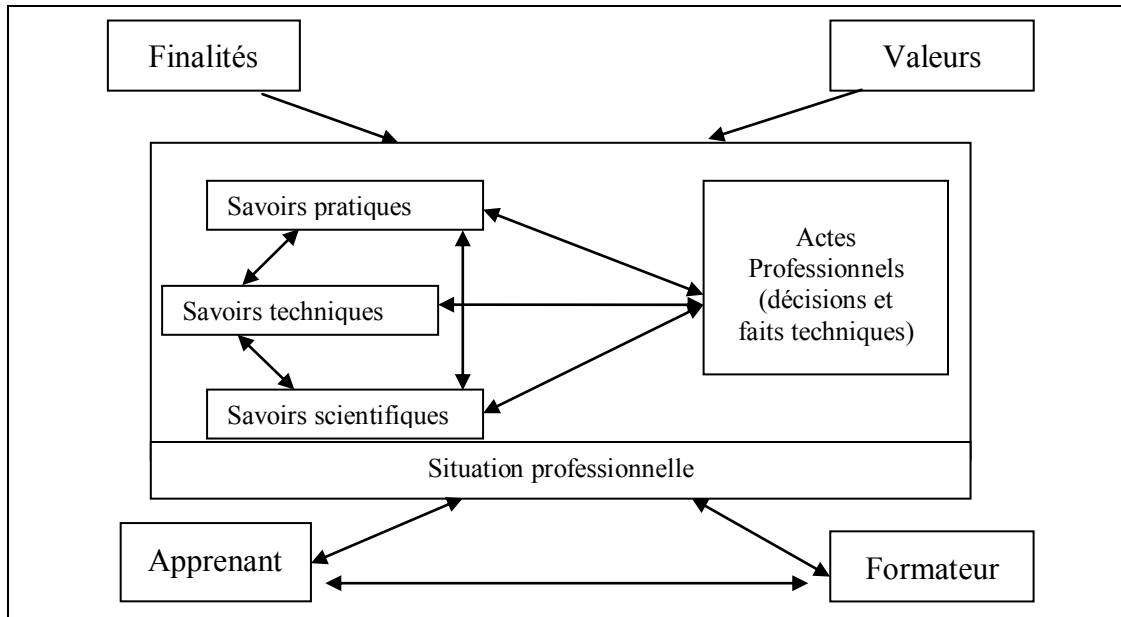 Finalités
Valeurs
Savoirs pratiques
Savoirs techniques
Savoirs scientifiques
Actes
Professionnels
(décisions et
faits techniques)
Situation professionnelle
Apprenant
Formateur